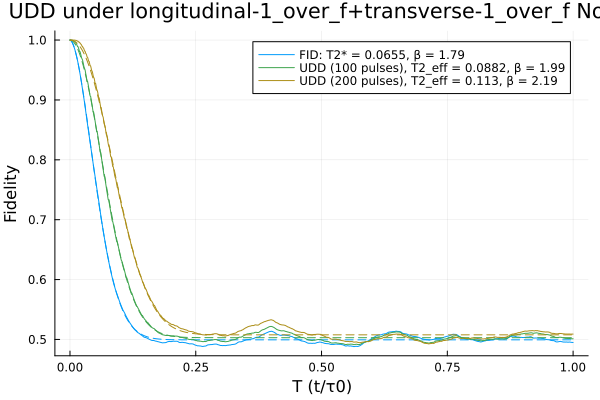 UDD under longitudinal-1_over_f+transverse-1_over_f No
FID: T2* = 0.0655, β = 1.79
UDD (100 pulses), T2_eff = 0.0882, β = 1.99
UDD (200 pulses), T2_eff = 0.113, β = 2.19
Fidelity
1.0
0.9
0.8
0.7
0.6
0.5
0.00
0.25
0.50
0.75
1.00
T (t/τ0)